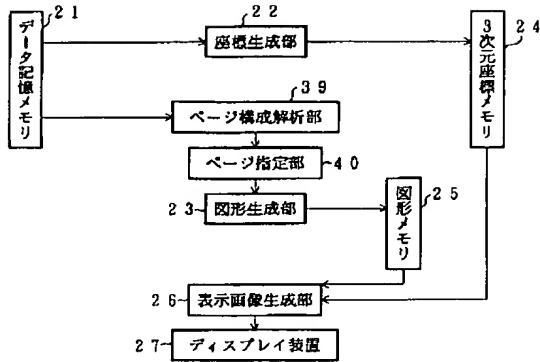 21
データ記憶メモリ
22
座標生成部
24
3次元座標メモリ
39
ページ構成解析部
ページ指定部
40
23
図形生成部
25
図形メモリ
26
表示画像生成部
27
ディスプレイ装置